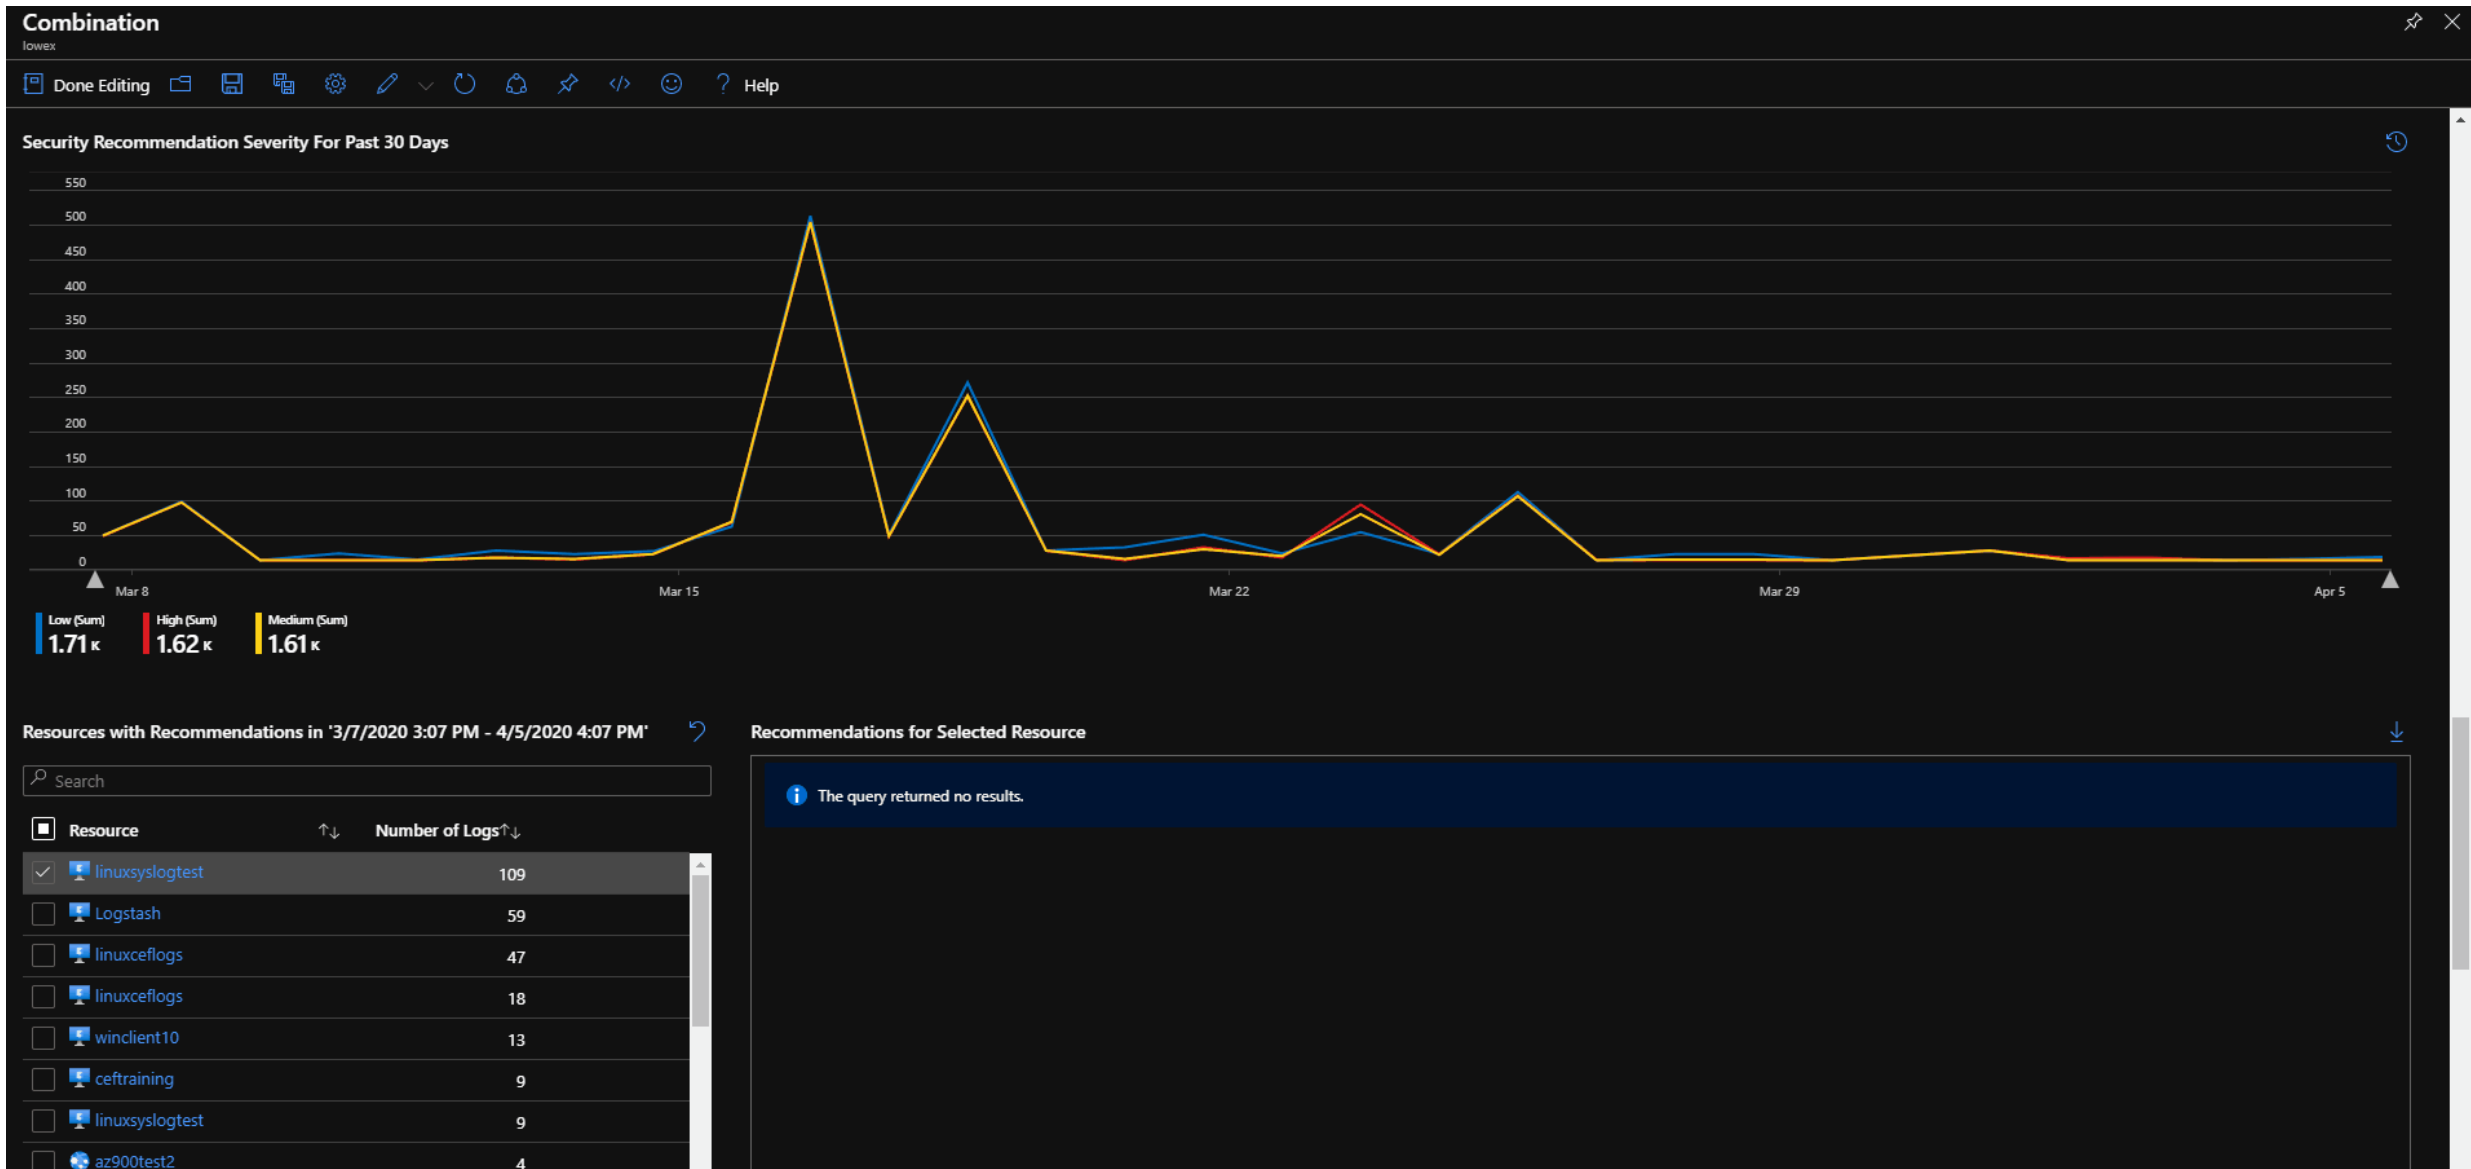 Combination
lowex
Done Editing
Help
Security Recommendation Severity For Past 30 Days
550
500
450
400
350
300
250
200
150
100
50
0
Mar 8 Mar 15 Mar 22 Mar 29 Apr 5
Low (Sum) High (Sum) Medium (Sum)
1.71 K 1.62 K 1.61 K
Resources with Recommendations in '3/7/2020 3:07 PM - 4/5/2020 4:07 PM'
Search
Resource Number of Logs
linuxsyslogtest 109
Logstash 59
linuxceflogs 47
linuxceflogs 18
winclient10 13
ceftraining 9
linuxsyslogtest 9
az900test2 4
Recommendations for Selected Resource
The query returned no results.